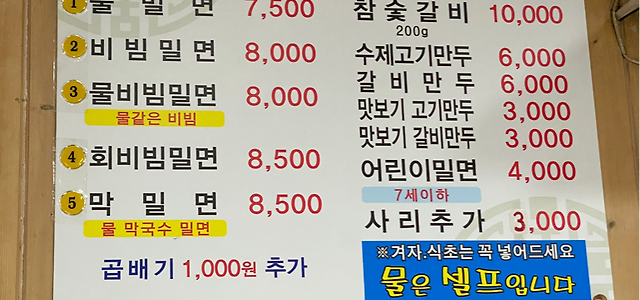 1 물 밀 면 7,500
2 비 빔 밀 면 8,000
3 물비빔밀면 8,000
물같은 비빔
4 회비빔밀면 8,500
5 막 밀 면 8,500
물 막국수 밀면
곱배기 1,000원 추가
참숯갈비 10,000
200g
수제고기만두 6,000
갈 비 만 두 6,000
맛보기 고기만두 3,000
맛보기 갈비만두 3,000
어린이밀면 4,000
7세이하
사 리 추 가 3,000
※겨자.식초는 꼭 넣어드세요
물은 셀프입니다